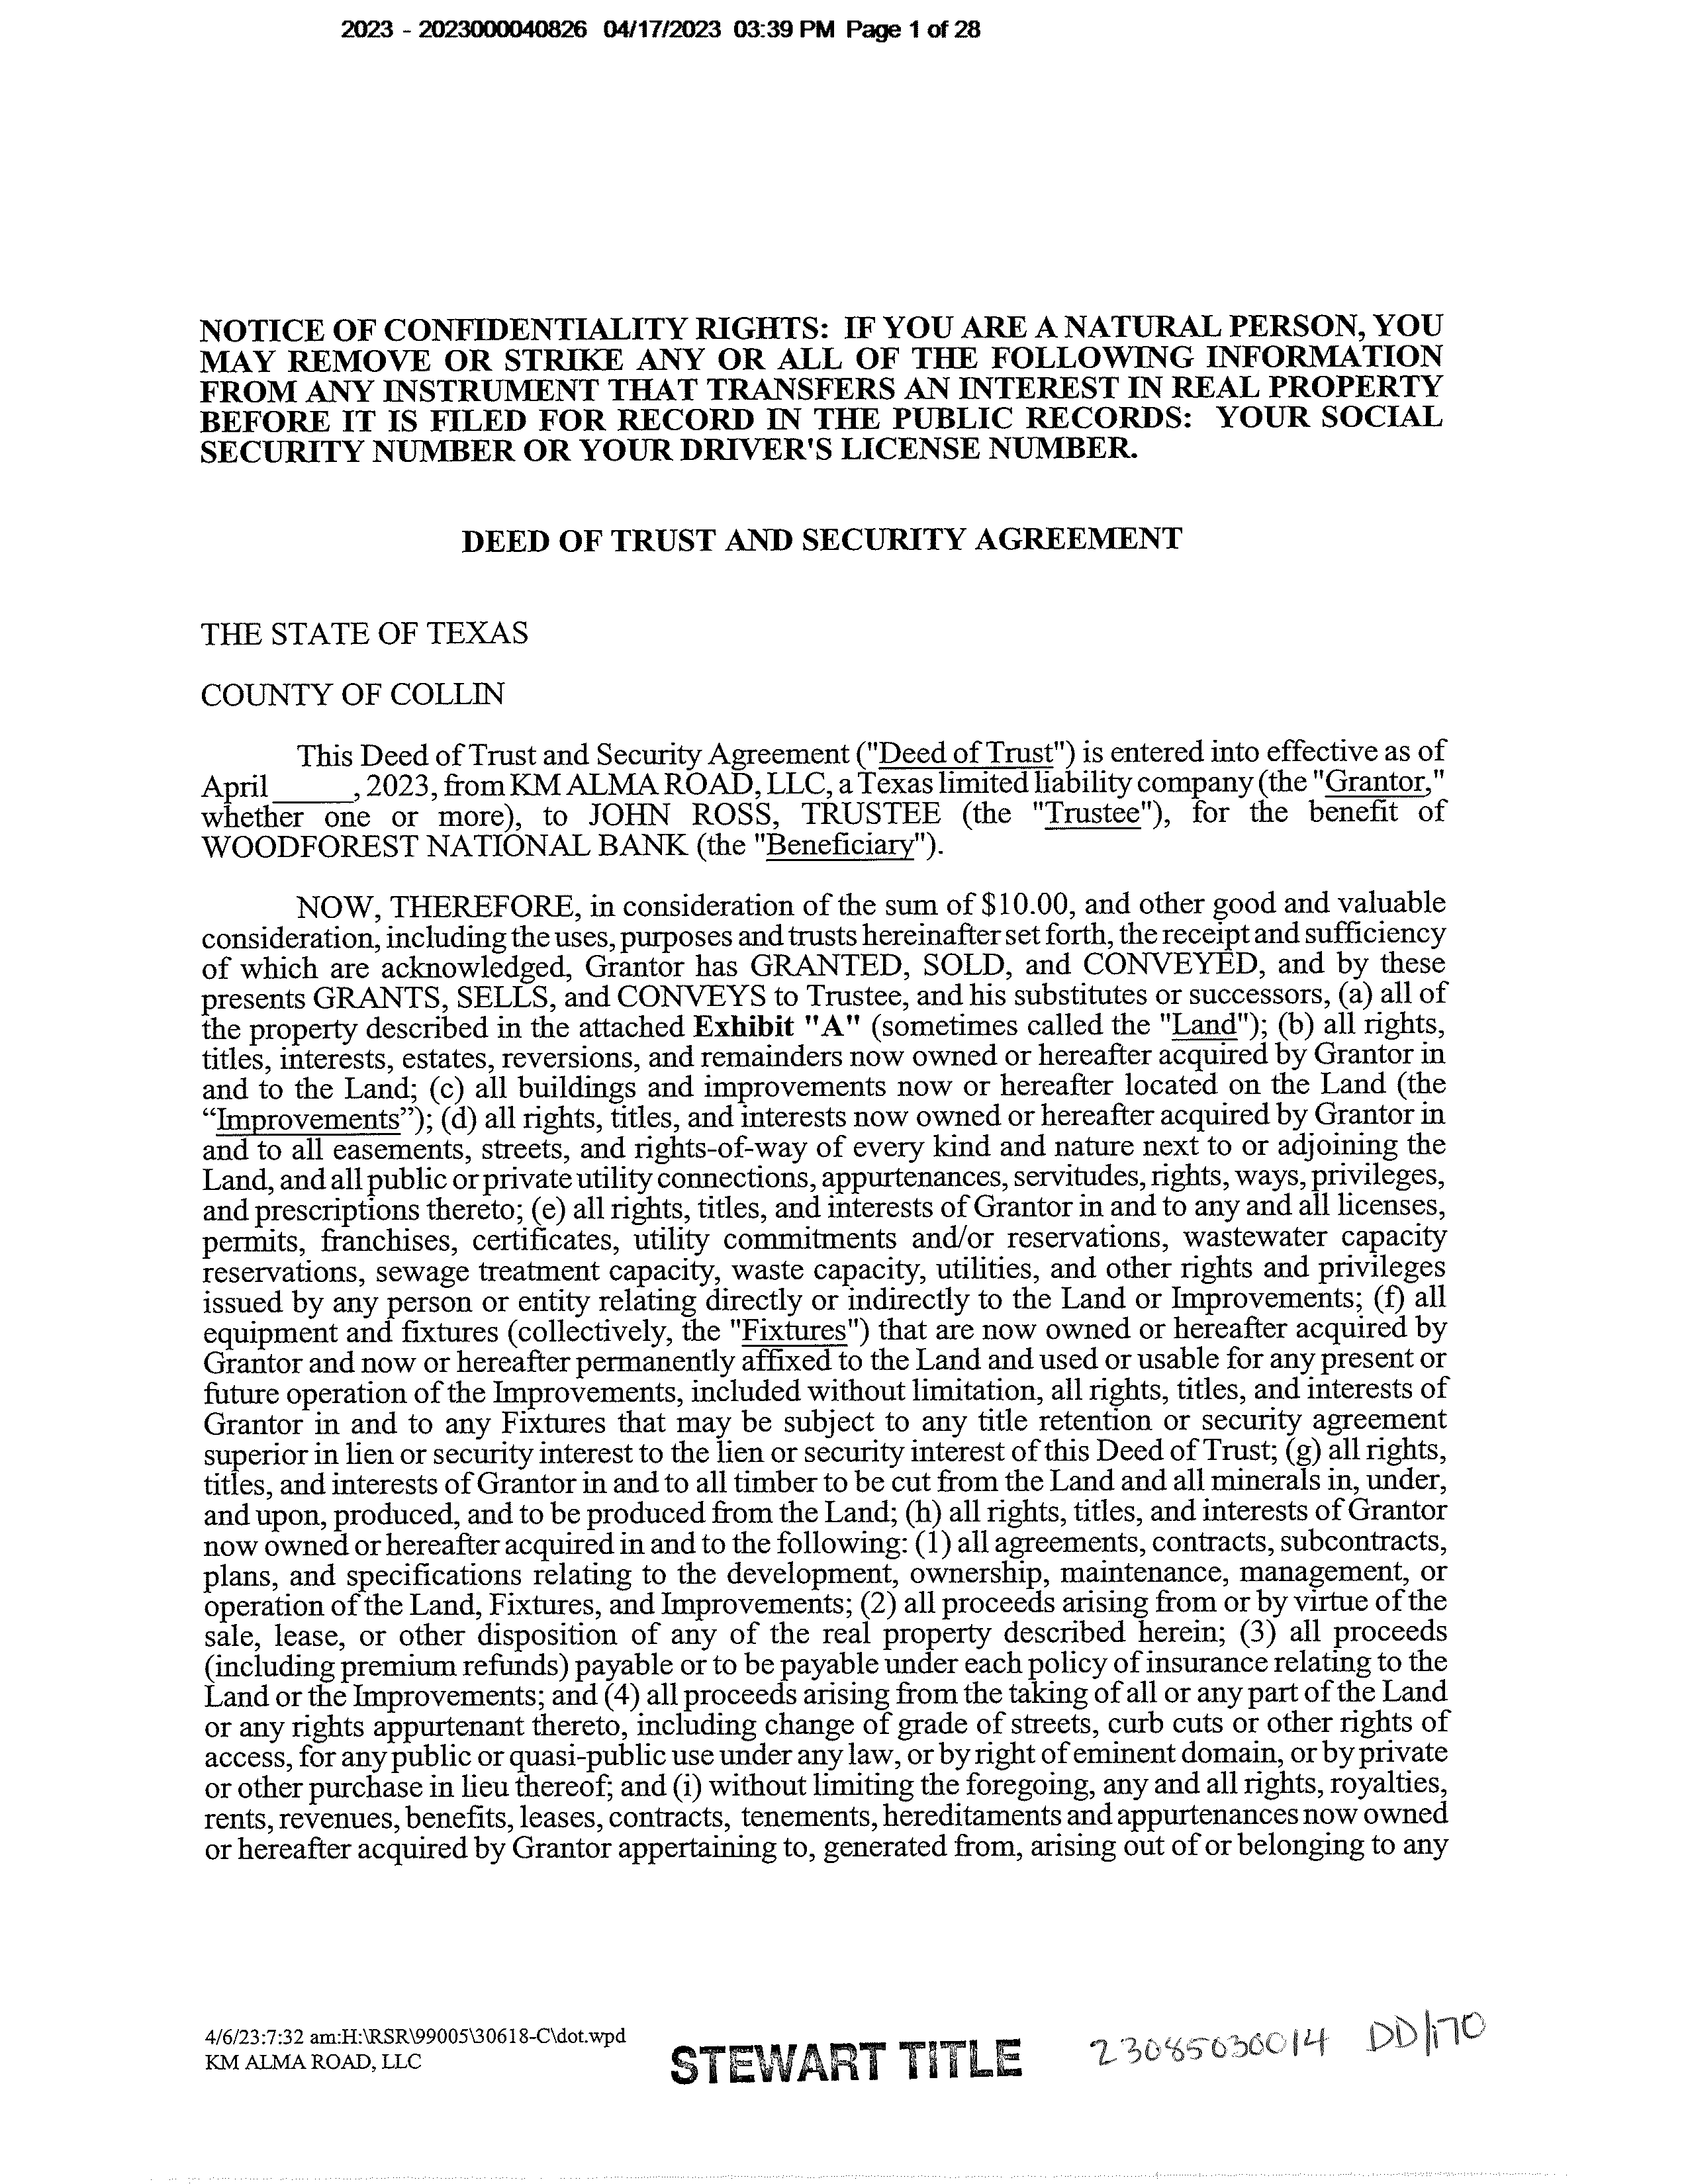 2023 - 2023000040826 04/17/2023 03:39 PM Page 1 of 28
NOTICE OF CONFIDENTIALITY RIGHTS: IF YOU ARE A NATURAL PERSON, YOU
MAY REMOVE OR STRIKE ANY OR ALL OF THE FOLLOWING INFORMATION
FROM ANY INSTRUMENT THAT TRANSFERS AN INTEREST IN REAL PROPERTY
BEFORE IT IS FILED FOR RECORD IN THE PUBLIC RECORDS: YOUR SOCIAL
SECURITY NUMBER OR YOUR DRIVER'S LICENSE NUMBER.
DEED OF TRUST AND SECURITY AGREEMENT
THE STATE OF TEXAS
COUNTY OF COLLIN
This Deed of Trust and Security Agreement ("Deed of Trust") is entered into effective as of
April _____, 2023, from KM ALMA ROAD, LLC, a Texas limited liability company (the "Grantor,"
whether one or more), to JOHN ROSS, TRUSTEE (the "Trustee"), for the benefit of
WOODFOREST NATIONAL BANK (the "Beneficiary").
NOW, THEREFORE, in consideration of the sum of $10.00, and other good and valuable
consideration, including the uses, purposes and trusts hereinafter set forth, the receipt and sufficiency
of which are acknowledged, Grantor has GRANTED, SOLD, and CONVEYED, and by these
presents GRANTS, SELLS, and CONVEYS to Trustee, and his substitutes or successors, (a) all of
the property described in the attached Exhibit "A" (sometimes called the "Land"); (b) all rights,
titles, interests, estates, reversions, and remainders now owned or hereafter acquired by Grantor in
and to the Land; (c) all buildings and improvements now or hereafter located on the Land (the
“Improvements”); (d) all rights, titles, and interests now owned or hereafter acquired by Grantor in
and to all easements, streets, and rights-of-way of every kind and nature next to or adjoining the
Land, and all public or private utility connections, appurtenances, servitudes, rights, ways, privileges,
and prescriptions thereto; (e) all rights, titles, and interests of Grantor in and to any and all licenses,
permits, franchises, certificates, utility commitments and/or reservations, wastewater capacity
reservations, sewage treatment capacity, waste capacity, utilities, and other rights and privileges
issued by any person or entity relating directly or indirectly to the Land or Improvements; (f) all
equipment and fixtures (collectively, the "Fixtures") that are now owned or hereafter acquired by
Grantor and now or hereafter permanently affixed to the Land and used or usable for any present or
future operation of the Improvements, included without limitation, all rights, titles, and interests of
Grantor in and to any Fixtures that may be subject to any title retention or security agreement
superior in lien or security interest to the lien or security interest of this Deed of Trust; (g) all rights,
titles, and interests of Grantor in and to all timber to be cut from the Land and all minerals in, under,
and upon, produced, and to be produced from the Land; (h) all rights, titles, and interests of Grantor
now owned or hereafter acquired in and to the following: (1) all agreements, contracts, subcontracts,
plans, and specifications relating to the development, ownership, maintenance, management, or
operation of the Land, Fixtures, and Improvements; (2) all proceeds arising from or by virtue of the
sale, lease, or other disposition of any of the real property described herein; (3) all proceeds
(including premium refunds) payable or to be payable under each policy of insurance relating to the
Land or the Improvements; and (4) all proceeds arising from the taking of all or any part of the Land
or any rights appurtenant thereto, including change of grade of streets, curb cuts or other rights of
access, for any public or quasi-public use under any law, or by right of eminent domain, or by private
or other purchase in lieu thereof; and (i) without limiting the foregoing, any and all rights, royalties,
rents, revenues, benefits, leases, contracts, tenements, hereditaments and appurtenances now owned
or hereafter acquired by Grantor appertaining to, generated from, arising out of or belonging to any
4/6/23:7:32 am:H:\RSR\99005\30618-C\dot.wpd
KM ALMA ROAD, LLC
STEWART TITLE
23085030014 DD/170